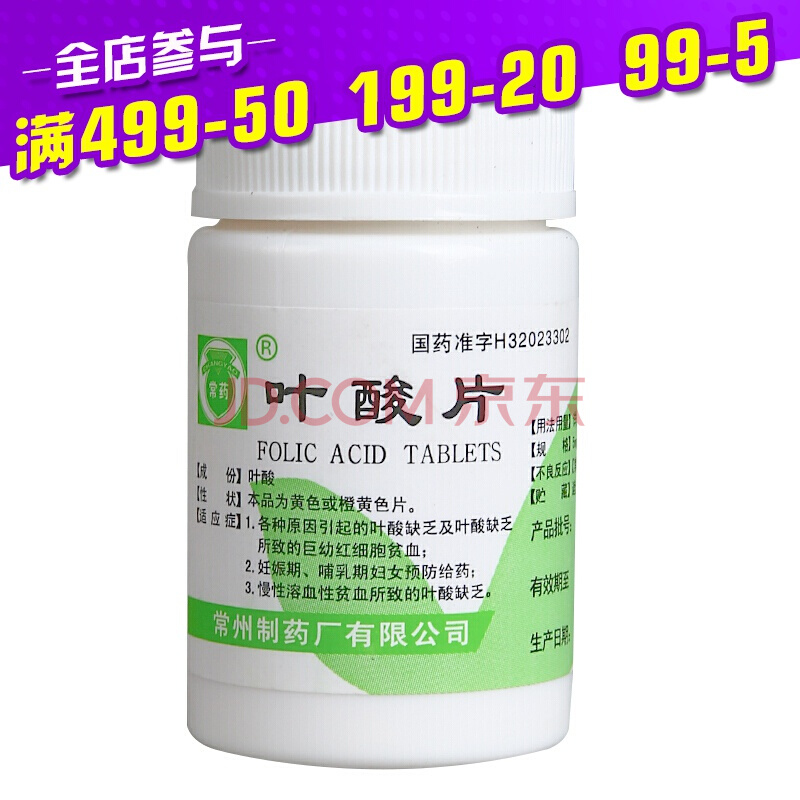 全店参与
满499-50 199-20 99-5
国药准字H32023302
®
CHANGYAO
常药
叶酸片
JD.COM 京东
FOLIC ACID TABLETS
【成 份】叶酸
【性 状】本品为黄色或橙黄色片。
【适应症】1.各种原因引起的叶酸缺乏及叶酸缺乏
所致的巨幼红细胞贫血；
2.妊娠期、哺乳期妇女预防给药；
3.慢性溶血性贫血所致的叶酸缺乏。
常州制药厂有限公司
【用法用量】
【规 格】
【不良反应】
【贮 藏】
产品批号：
有效期至
生产日期：